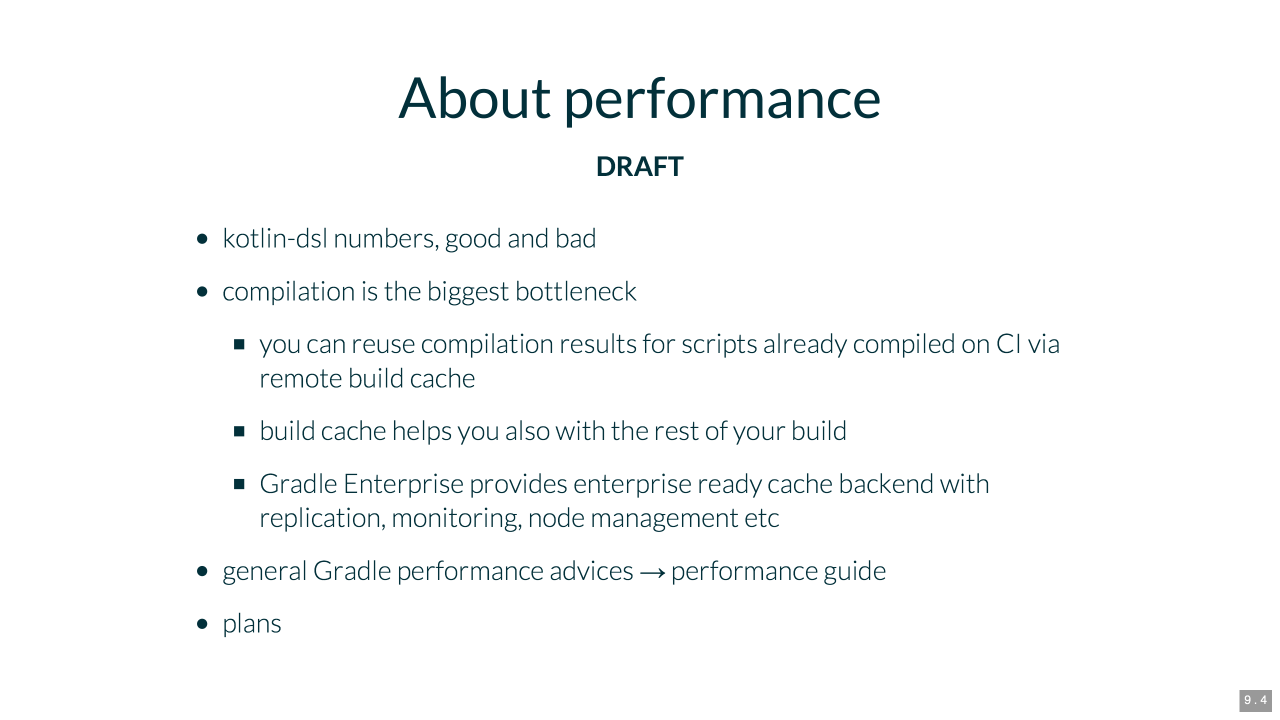 About performance
DRAFT
• kotlin-dsl numbers, good and bad
• compilation is the biggest bottleneck
▪ you can reuse compilation results for scripts already compiled on CI via
remote build cache
▪ build cache helps you also with the rest of your build
▪ Gradle Enterprise provides enterprise ready cache backend with
replication, monitoring, node management etc
• general Gradle performance advices → performance guide
• plans
9.4